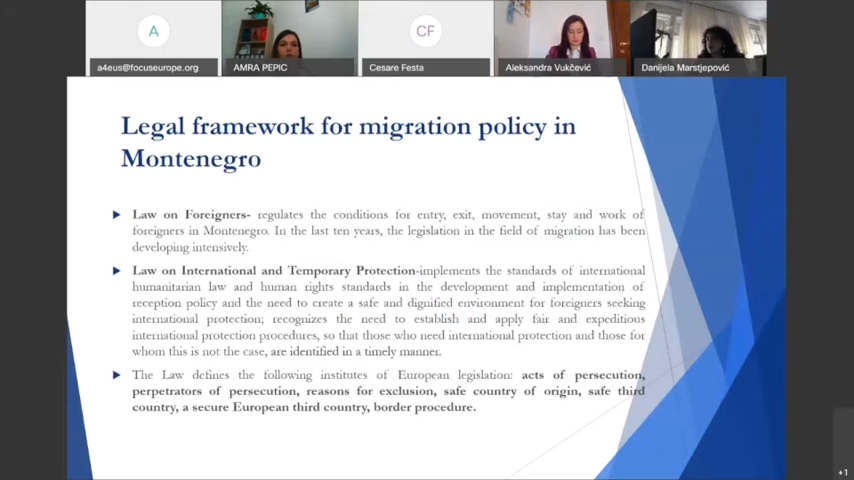 A
CF
a4eus@focuseurope.org
AMRA PEPIC
Cesare Festa
Aleksandra Vukčević
Danijela Marstjepović
Legal framework for migration policy in
Montenegro
Law on Foreigners- regulates the conditions for entry, exit, movement, stay and work of
foreigners in Montenegro. In the last ten years, the legislation in the field of migration has been
developing intensively.
Law on International and Temporary Protection-implements the standards of international
humanitarian law and human rights standards in the development and implementation of
reception policy and the need to create a safe and dignified environment for foreigners seeking
international protection; recognizes the need to establish and apply fair and expeditious
international protection procedures, so that those who need international protection and those for
whom this is not the case, are identified in a timely manner.
The Law defines the following institutes of European legislation: acts of persecution,
perpetrators of persecution, reasons for exclusion, safe country of origin, safe third
country, a secure European third country, border procedure.
+1